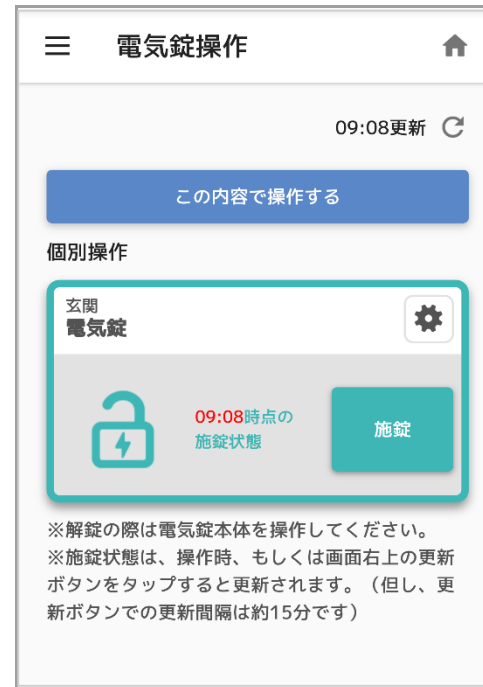 電気錠操作
09:08更新
この内容で操作する
個別操作
玄関
電気錠
09:08時点の
施錠状態
施錠
※解錠の際は電気錠本体を操作してください。
※施錠状態は、操作時、もしくは画面右上の更新
ボタンをタップすると更新されます。（但し、更
新ボタンでの更新間隔は約15分です）